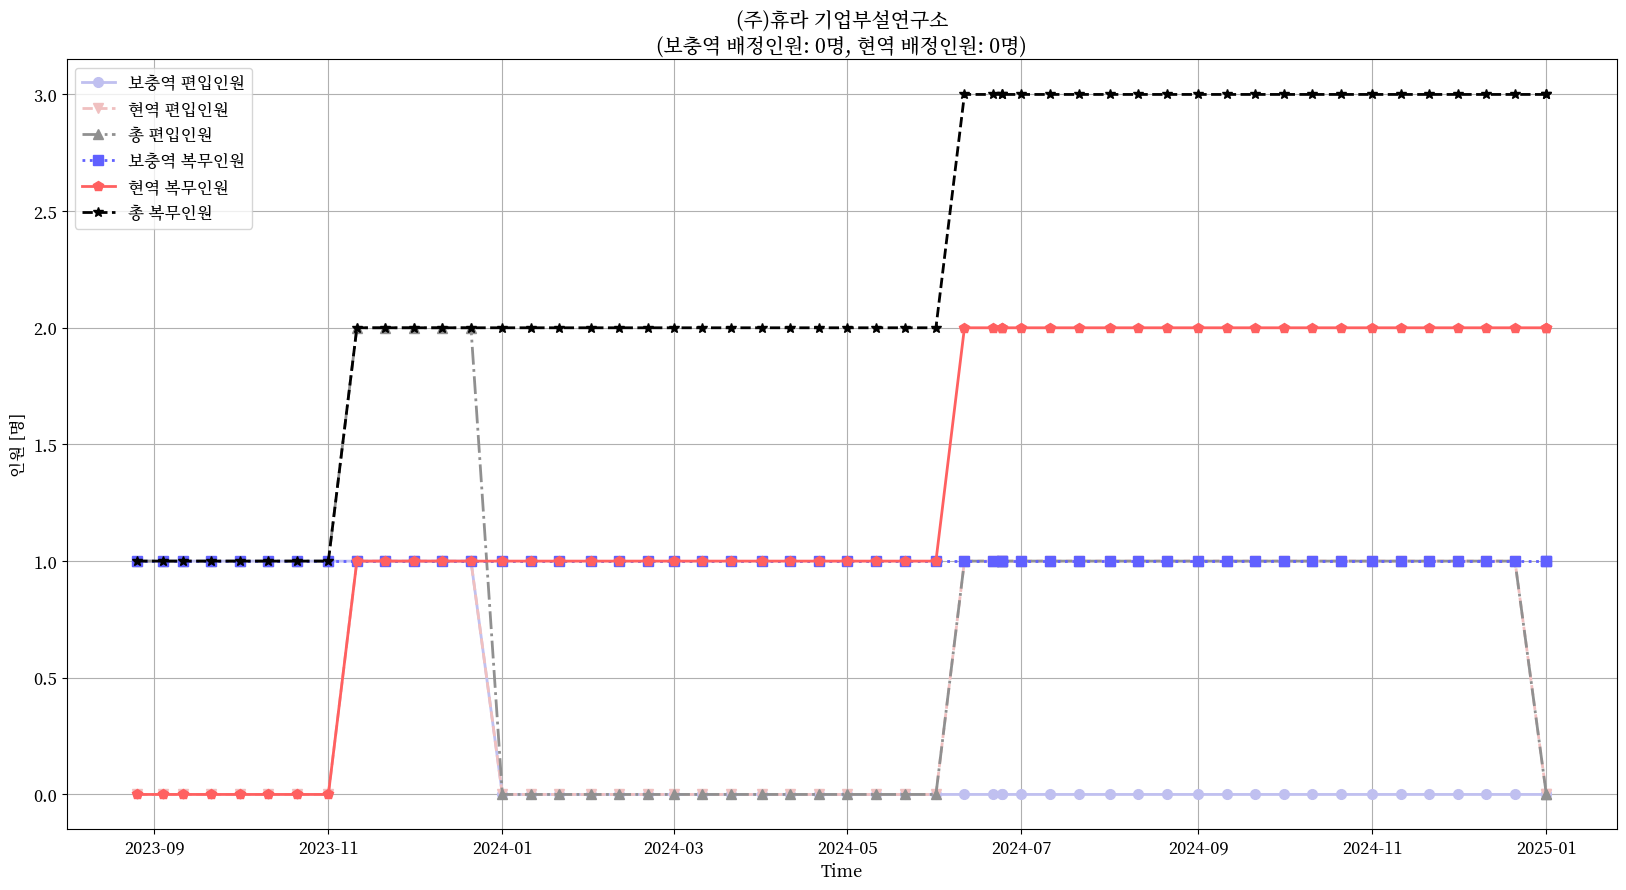 (주)휴라 기업부설연구소
(보충역 배정인원: 0명, 현역 배정인원: 0명)
보충역 편입인원
현역 편입인원
총 편입인원
보충역 복무인원
현역 복무인원
총 복무인원
3.0
2.5
2.0
1.5
1.0
0.5
0.0
인원 [명]
2023-09
2023-11
2024-01
2024-03
2024-05
2024-07
2024-09
2024-11
2025-01
Time